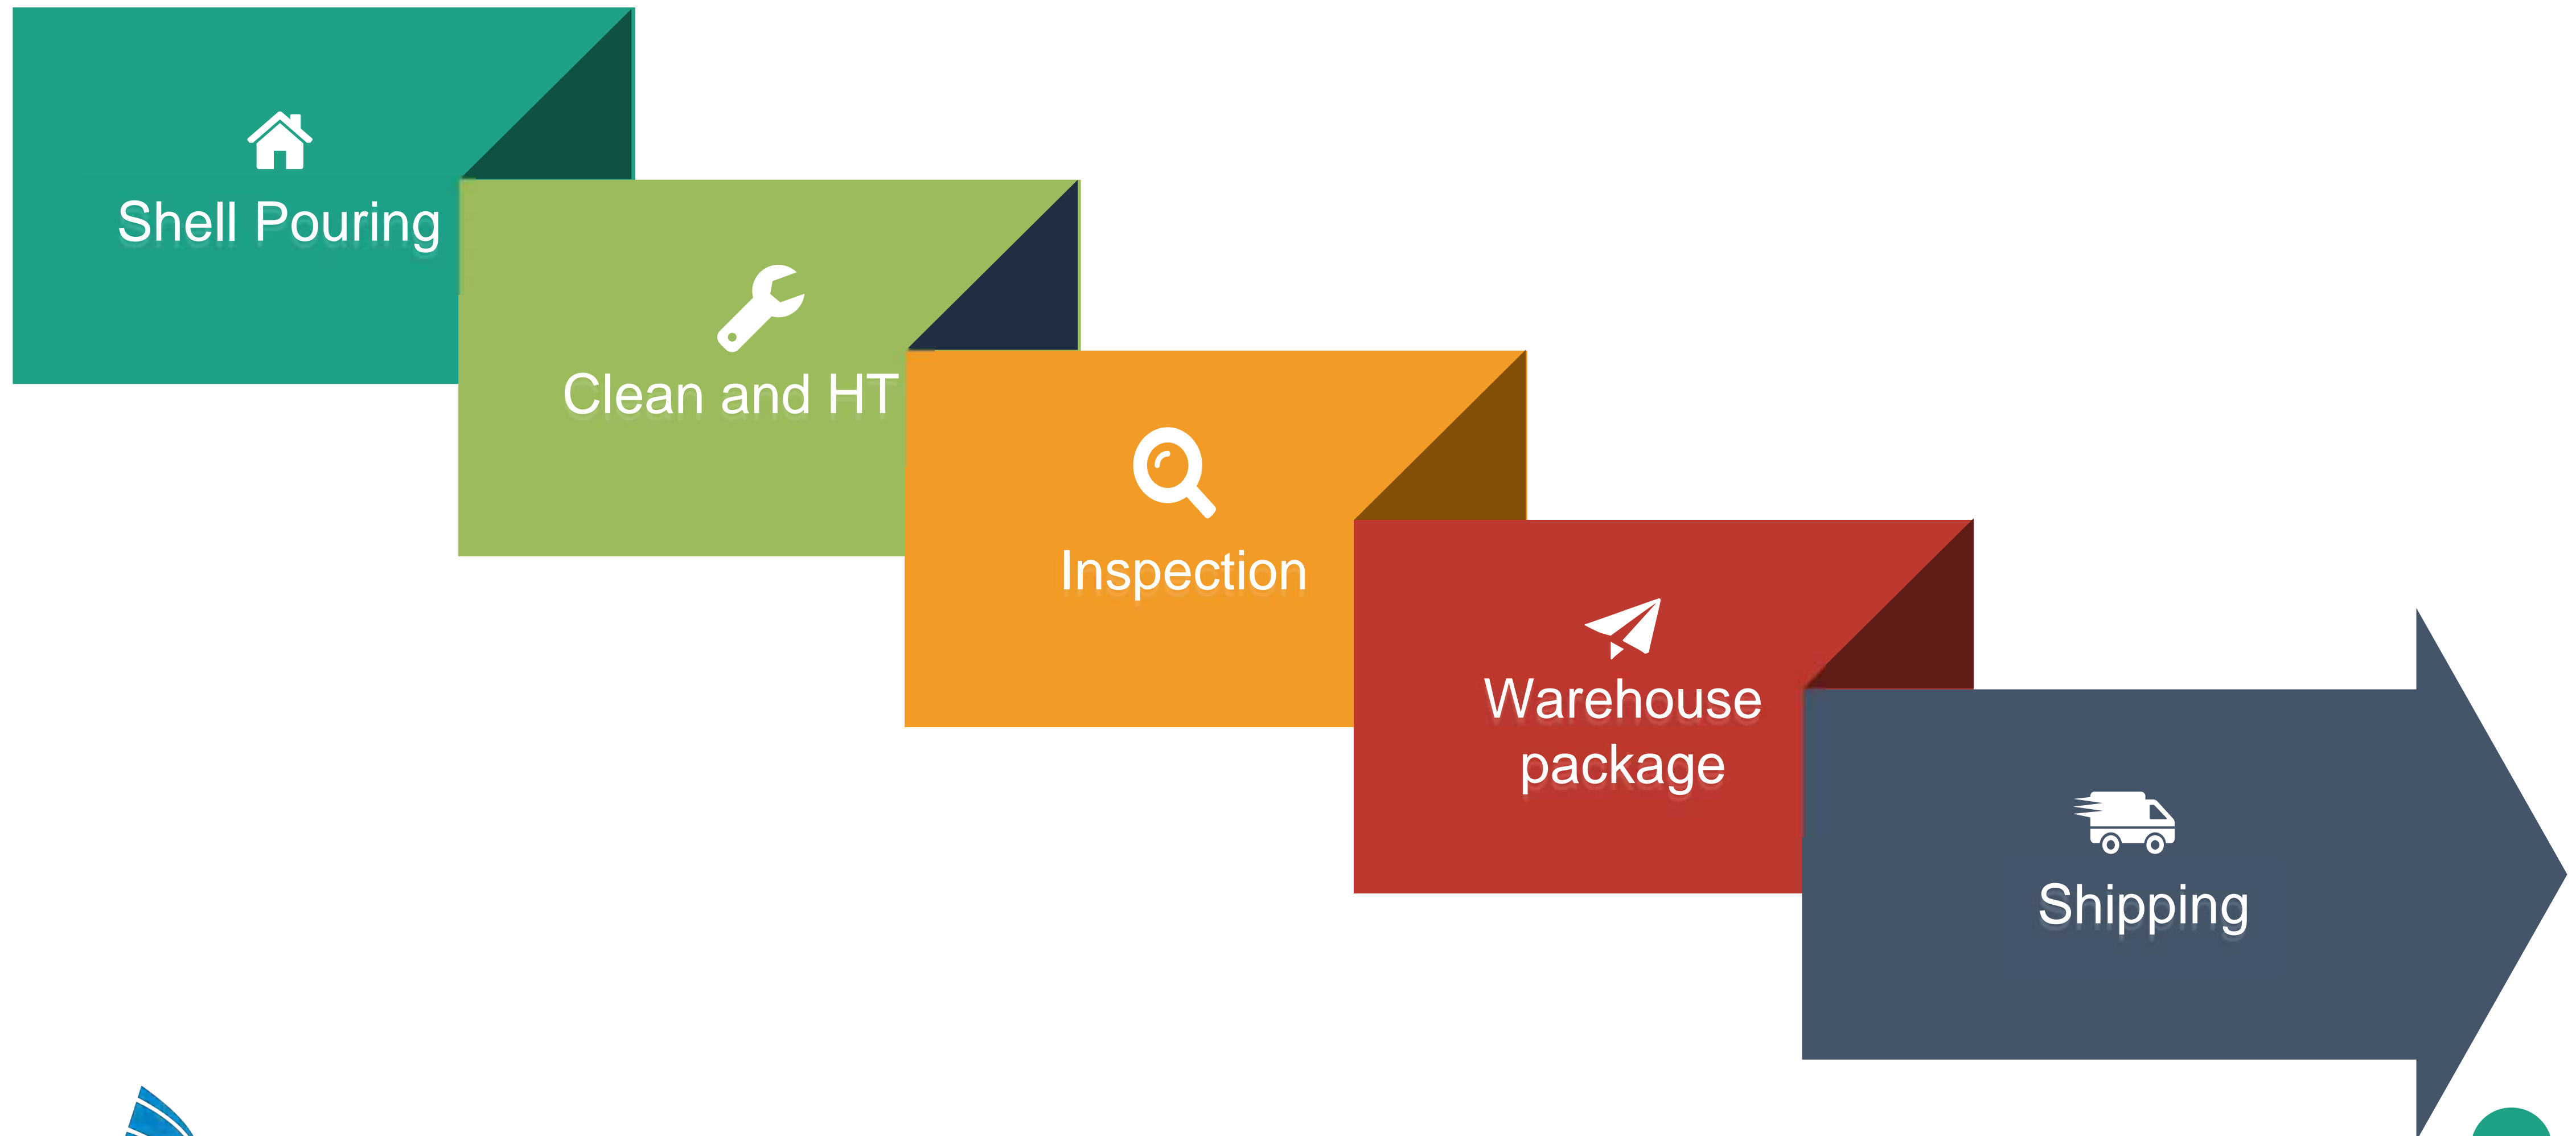 Shell Pouring
Clean and HT
Inspection
Warehouse
package
Shipping